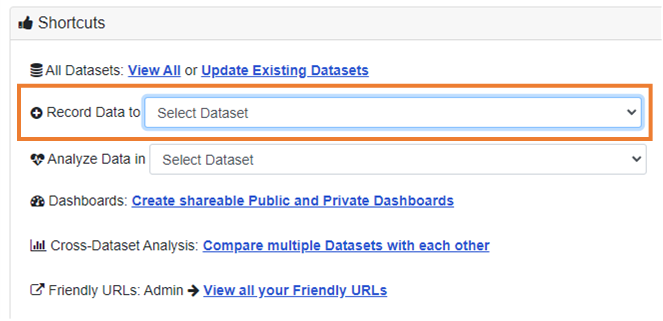 Shortcuts
All Datasets: View All or Update Existing Datasets
Record Data to Select Dataset
Analyze Data in Select Dataset
Dashboards: Create shareable Public and Private Dashboards
Cross-Dataset Analysis: Compare multiple Datasets with each other
Friendly URLs: Admin → View all your Friendly URLs